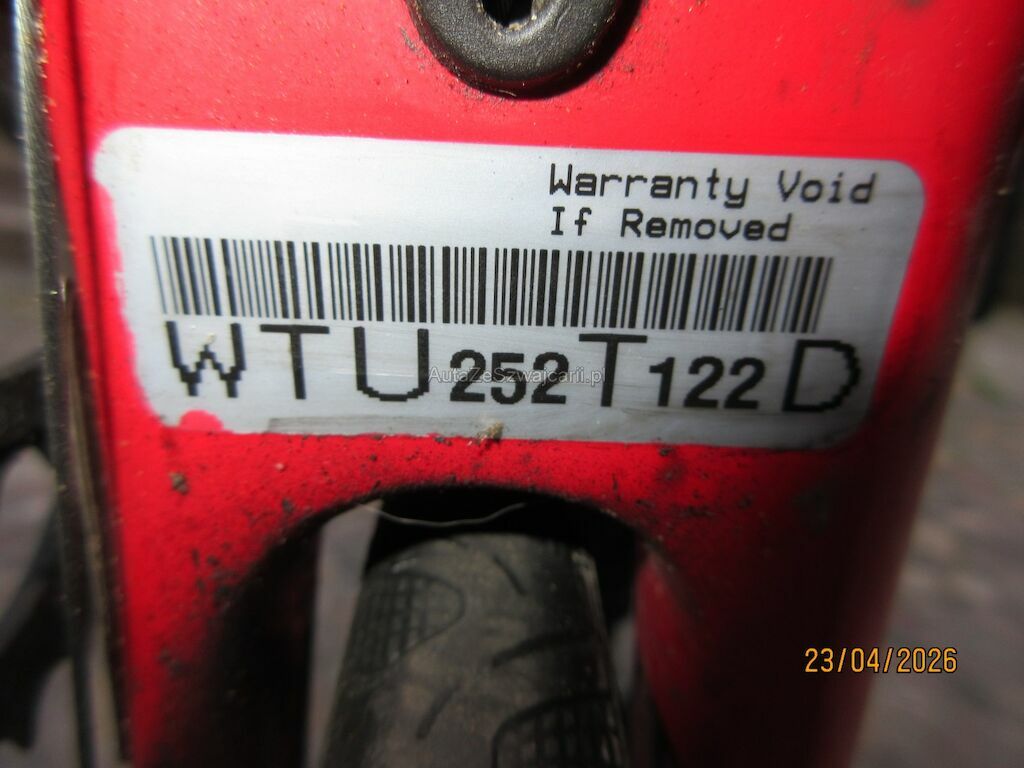 Warranty Void
If Removed
WTU252T122D
AutaZeSzwajcarii.pl
23/04/2026